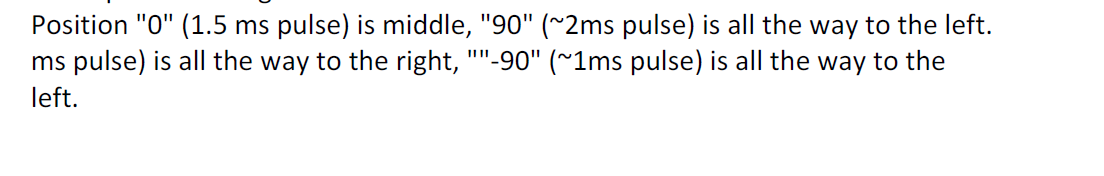 Position "0" (1.5 ms pulse) is middle, "90" (~2ms pulse) is all the way to the left.
ms pulse) is all the way to the right, ""-90" (~1ms pulse) is all the way to the
left.